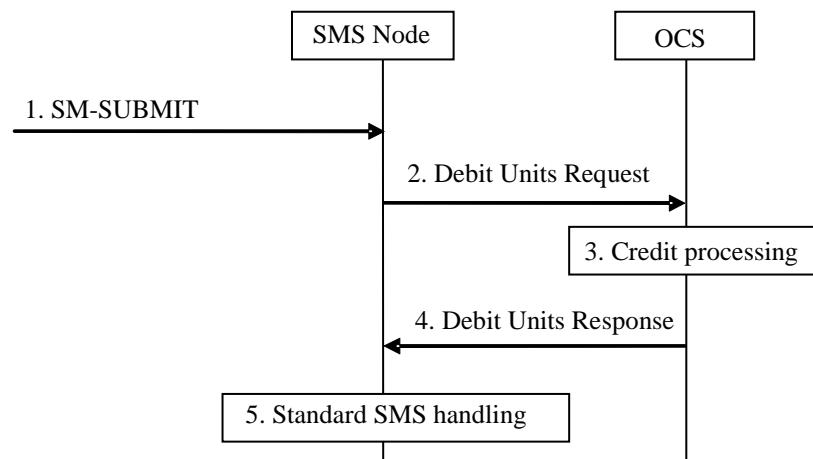 SMS Node
OCS
1. SM-SUBMIT
2. Debit Units Request
3. Credit processing
4. Debit Units Response
5. Standard SMS handling